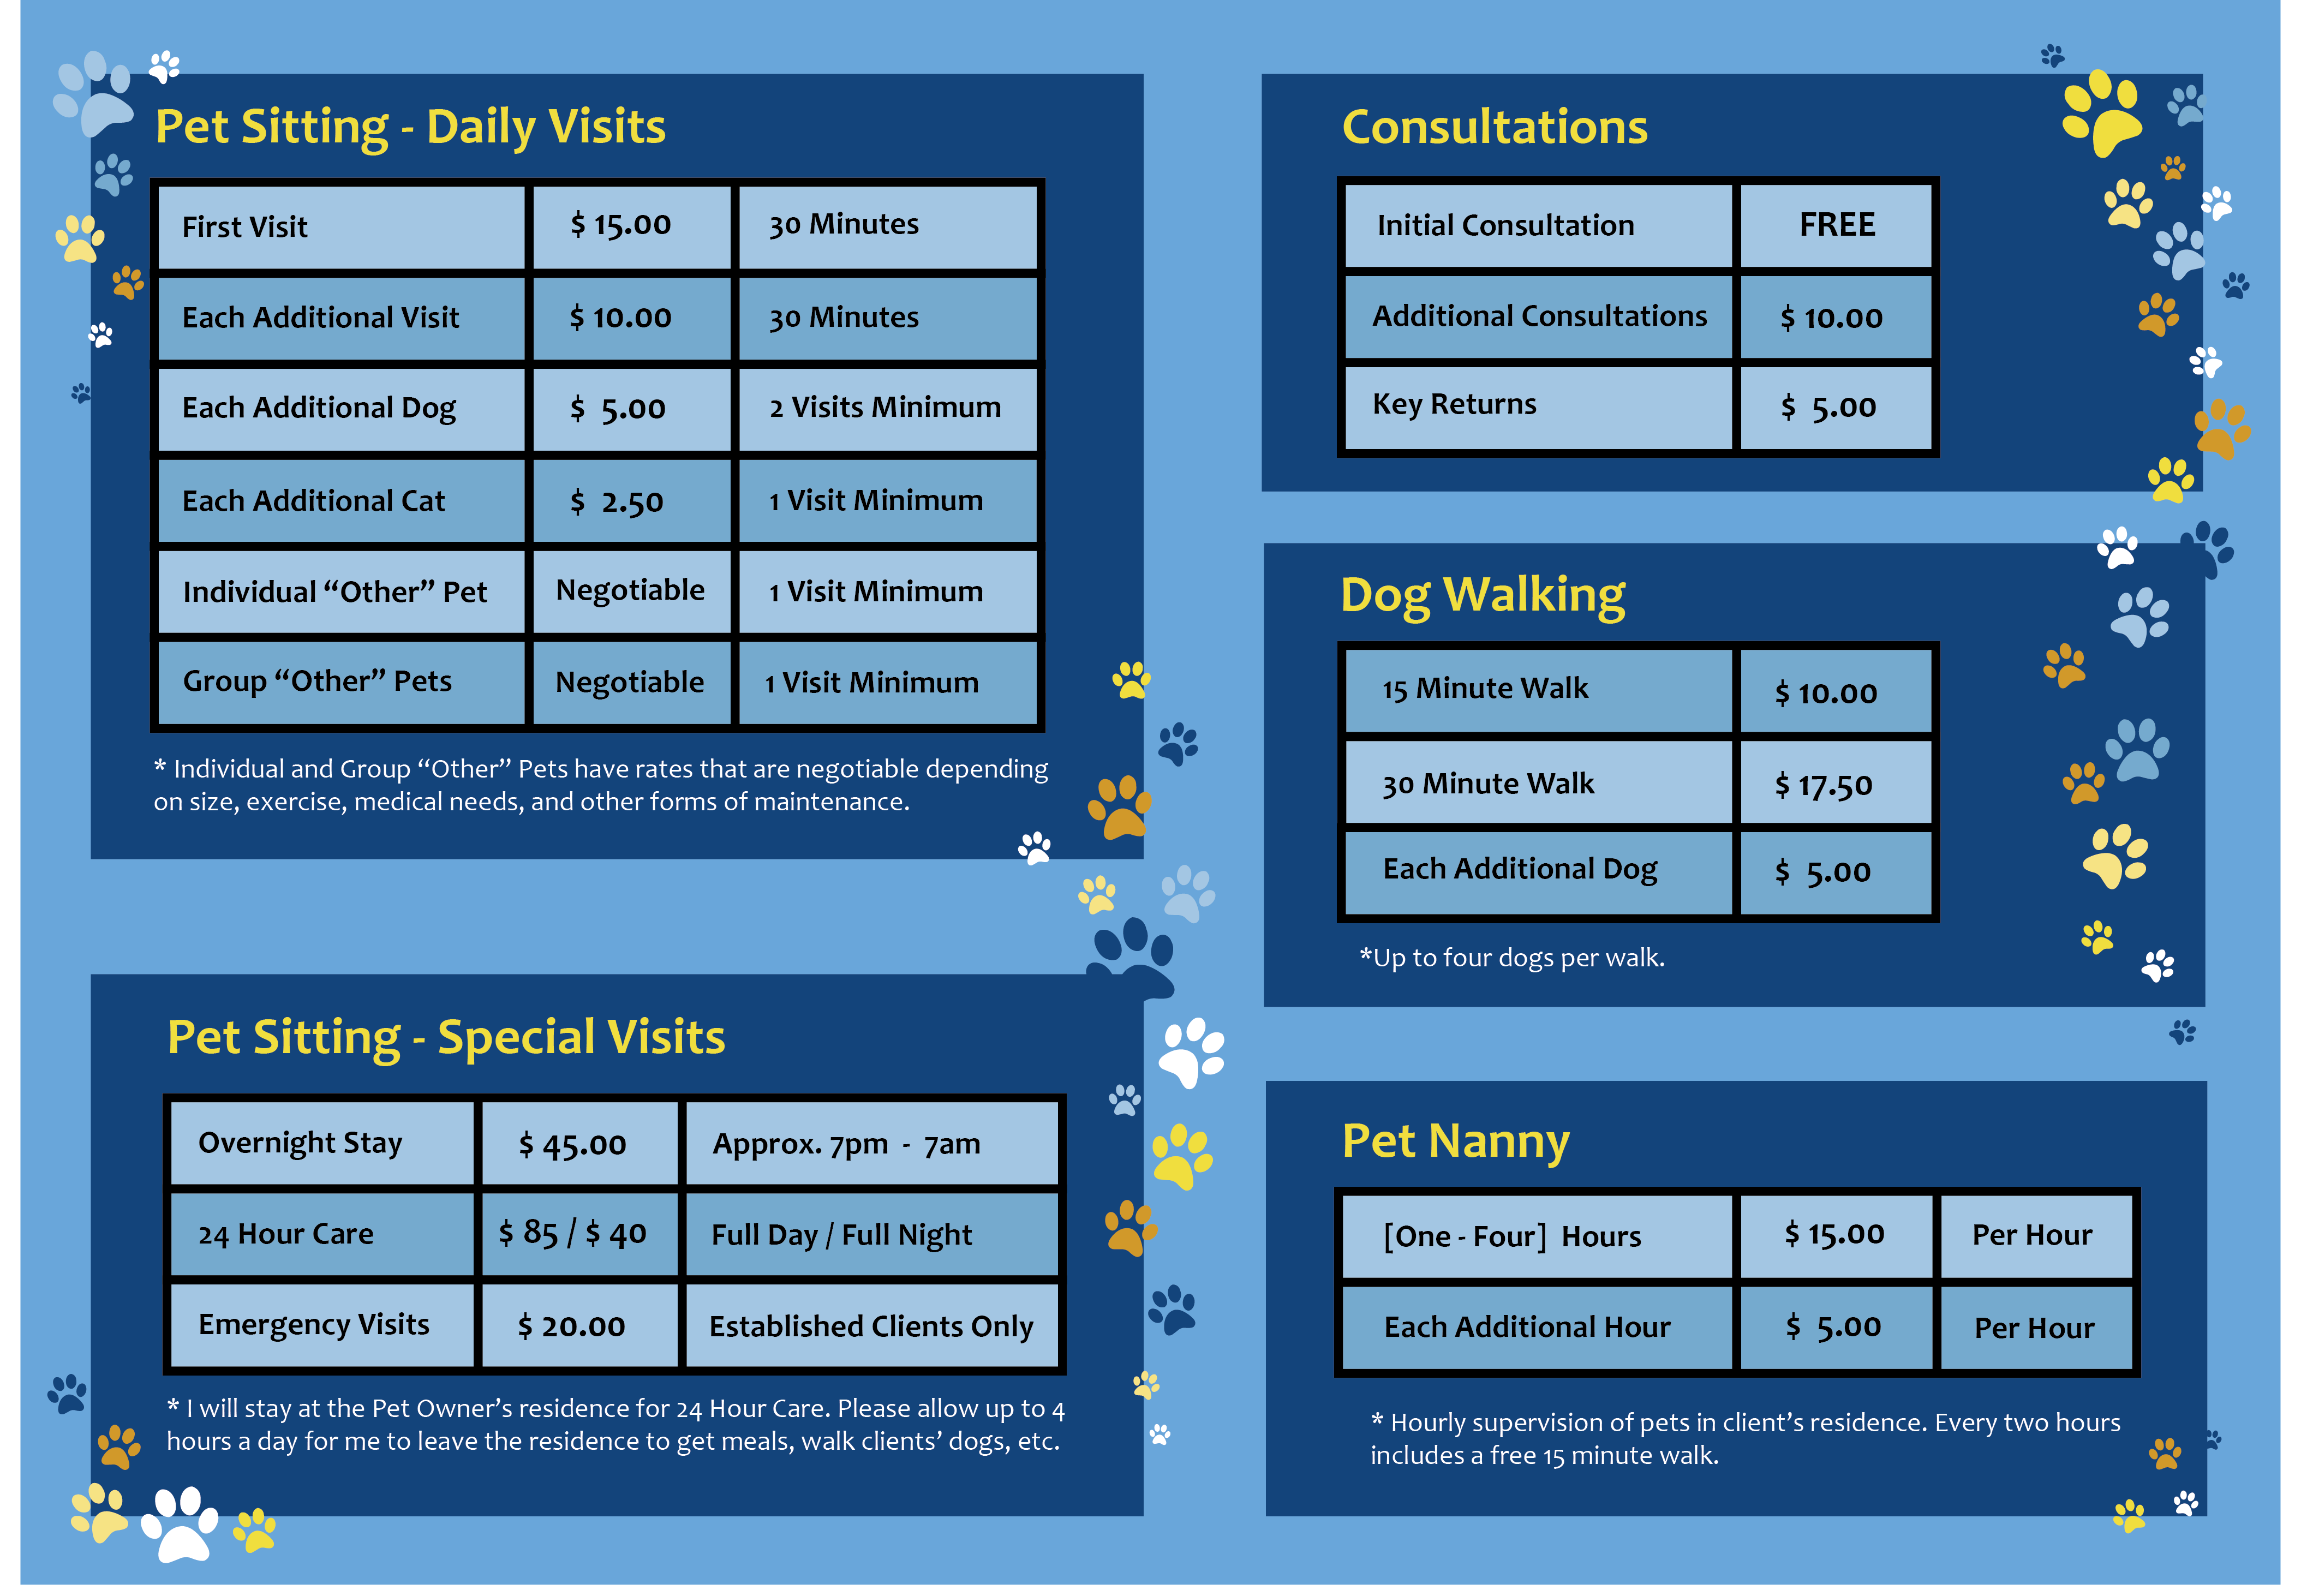 Pet Sitting - Daily Visits
First Visit $ 15.00 30 Minutes
Each Additional Visit $ 10.00 30 Minutes
Each Additional Dog $ 5.00 2 Visits Minimum
Each Additional Cat $ 2.50 1 Visit Minimum
Individual “Other” Pet Negotiable 1 Visit Minimum
Group “Other” Pets Negotiable 1 Visit Minimum
* Individual and Group “Other” Pets have rates that are negotiable depending
on size, exercise, medical needs, and other forms of maintenance.
Pet Sitting - Special Visits
Overnight Stay $ 45.00 Approx. 7pm - 7am
24 Hour Care $ 85 / $ 40 Full Day / Full Night
Emergency Visits $ 20.00 Established Clients Only
* I will stay at the Pet Owner’s residence for 24 Hour Care. Please allow up to 4
hours a day for me to leave the residence to get meals, walk clients’ dogs, etc.
Consultations
Initial Consultation FREE
Additional Consultations $ 10.00
Key Returns $ 5.00
Dog Walking
15 Minute Walk $ 10.00
30 Minute Walk $ 17.50
Each Additional Dog $ 5.00
*Up to four dogs per walk.
Pet Nanny
[One - Four] Hours $ 15.00 Per Hour
Each Additional Hour $ 5.00 Per Hour
* Hourly supervision of pets in client’s residence. Every two hours
includes a free 15 minute walk.